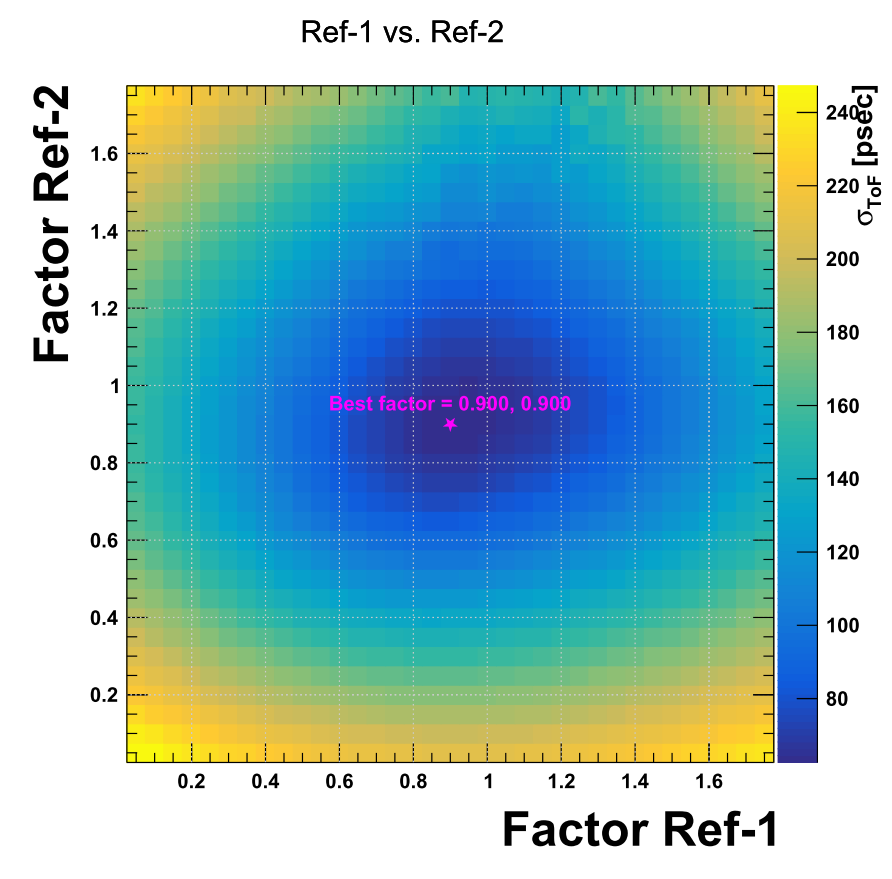 Ref-1 vs. Ref-2
Factor Ref-2
1.6
1.4
1.2
1
0.8
0.6
0.4
0.2
Best factor = 0.900, 0.900
0.2 0.4 0.6 0.8 1 1.2 1.4 1.6
Factor Ref-1
240
220
200
180
160
140
120
100
80
σToF [psec]